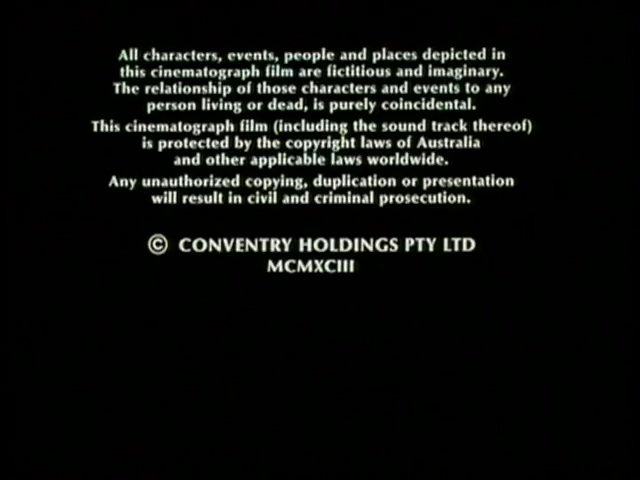 All characters, events, people and places depicted in
this cinematograph film are fictitious and imaginary.
The relationship of those characters and events to any
person living or dead, is purely coincidental.
This cinematograph film (including the sound track thereof)
is protected by the copyright laws of Australia
and other applicable laws worldwide.
Any unauthorized copying, duplication or presentation
will result in civil and criminal prosecution.
© CONVENTRY HOLDINGS PTY LTD
MCMXCIII